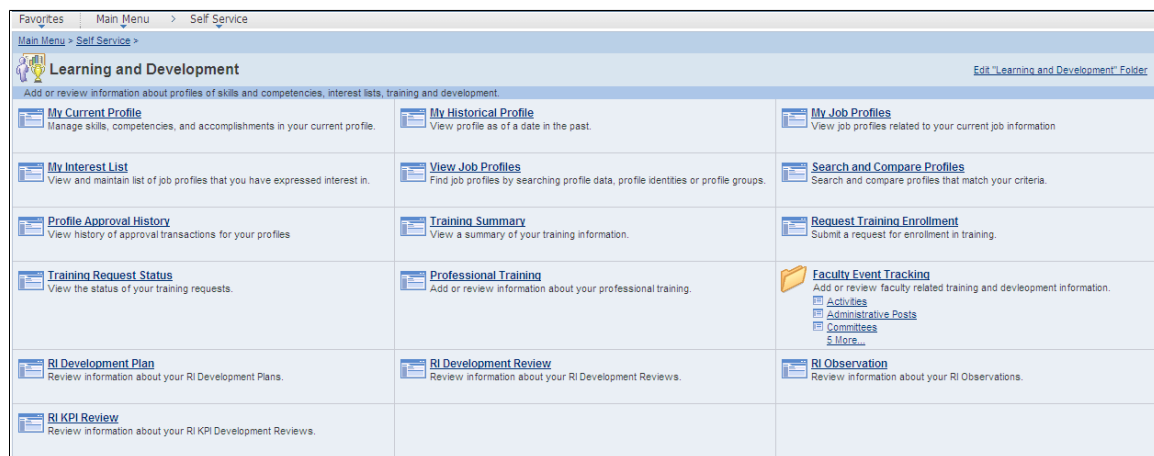 Favorites Main Menu > Self Service
Main Menu > Self Service >
Learning and Development
Edit "Learning and Development" Folder
Add or review information about profiles of skills and competencies, interest lists, training and development.
My Current Profile
Manage skills, competencies, and accomplishments in your current profile.
My Historical Profile
View profile as of a date in the past.
My Job Profiles
View job profiles related to your current job information
My Interest List
View and maintain list of job profiles that you have expressed interest in.
View Job Profiles
Find job profiles by searching profile data, profile identities or profile groups.
Search and Compare Profiles
Search and compare profiles that match your criteria.
Profile Approval History
View history of approval transactions for your profiles
Training Summary
View a summary of your training information.
Request Training Enrollment
Submit a request for enrollment in training.
Training Request Status
View the status of your training requests.
Professional Training
Add or review information about your professional training.
Faculty Event Tracking
Add or review faculty related training and devleopment information.
Activities
Administrative Posts
Committees
5 More...
RI Development Plan
Review information about your RI Development Plans.
RI Development Review
Review information about your RI Development Reviews.
RI Observation
Review information about your RI Observations.
RI KPI Review
Review information about your RI KPI Development Reviews.